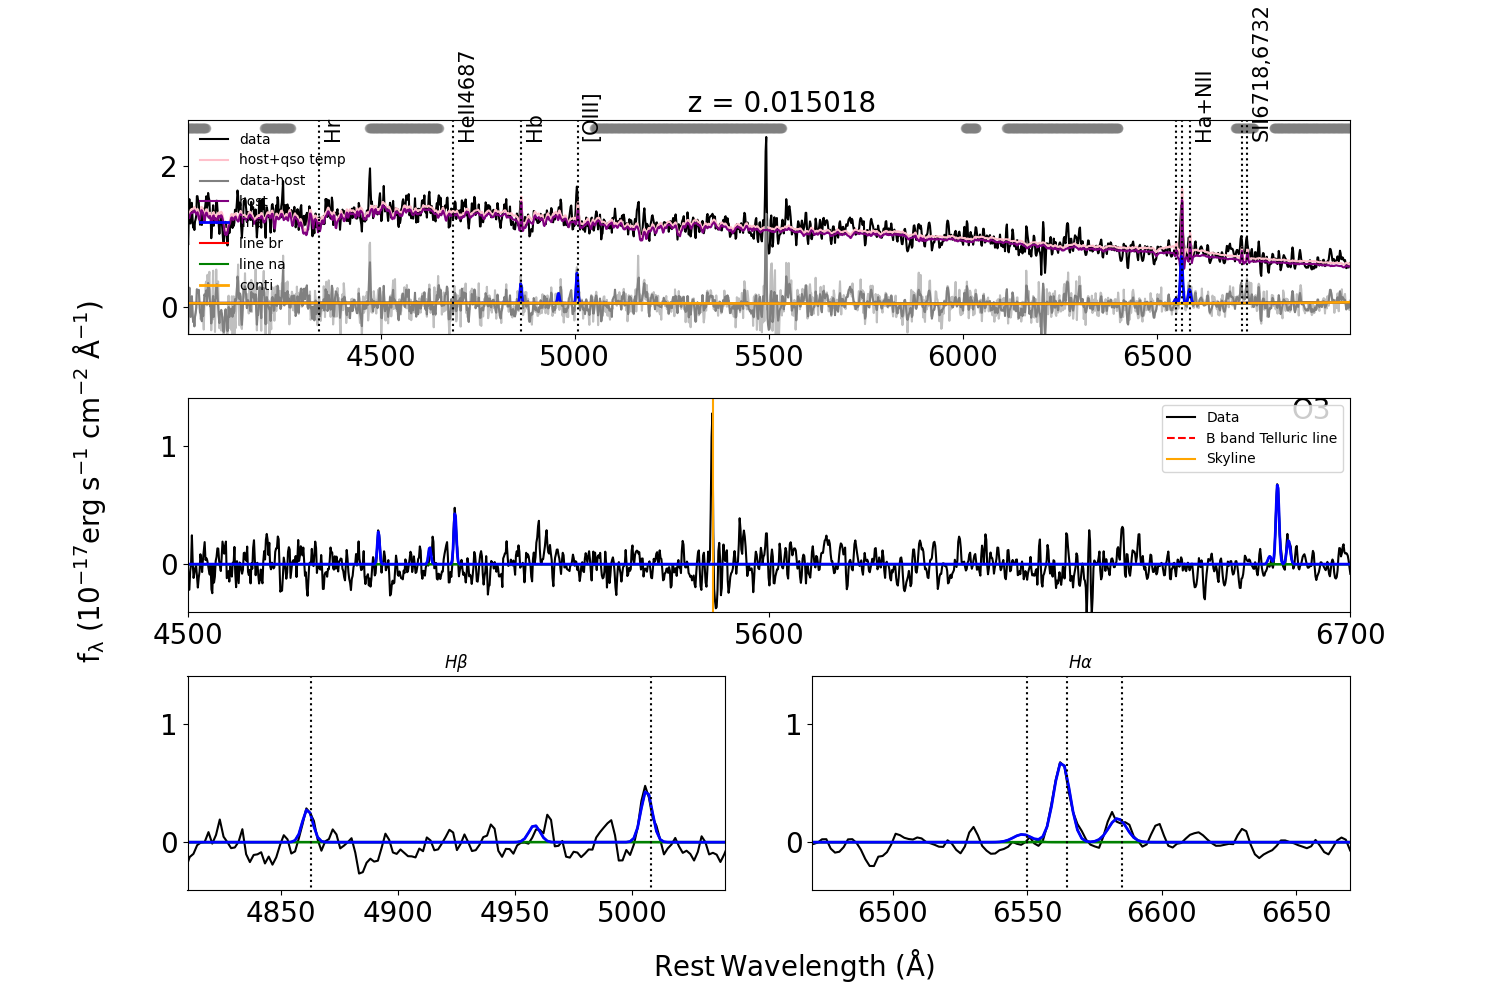 z = 0.015018
Hr
HeII4687
Hb
[OIII]
Ha+NII
SII6718,6732
data
host+qso temp
data-host
host
line br
line na
conti
2
0
4500 5000 5500 6000 6500
O3
Data
B band Telluric line
Skyline
1
0
4500 5600 6700
fλ (10⁻¹⁷erg s⁻¹ cm⁻² Å⁻¹)
Hβ
1
0
4850 4900 4950 5000
Hα
1
0
6500 6550 6600 6650
Rest Wavelength (Å)